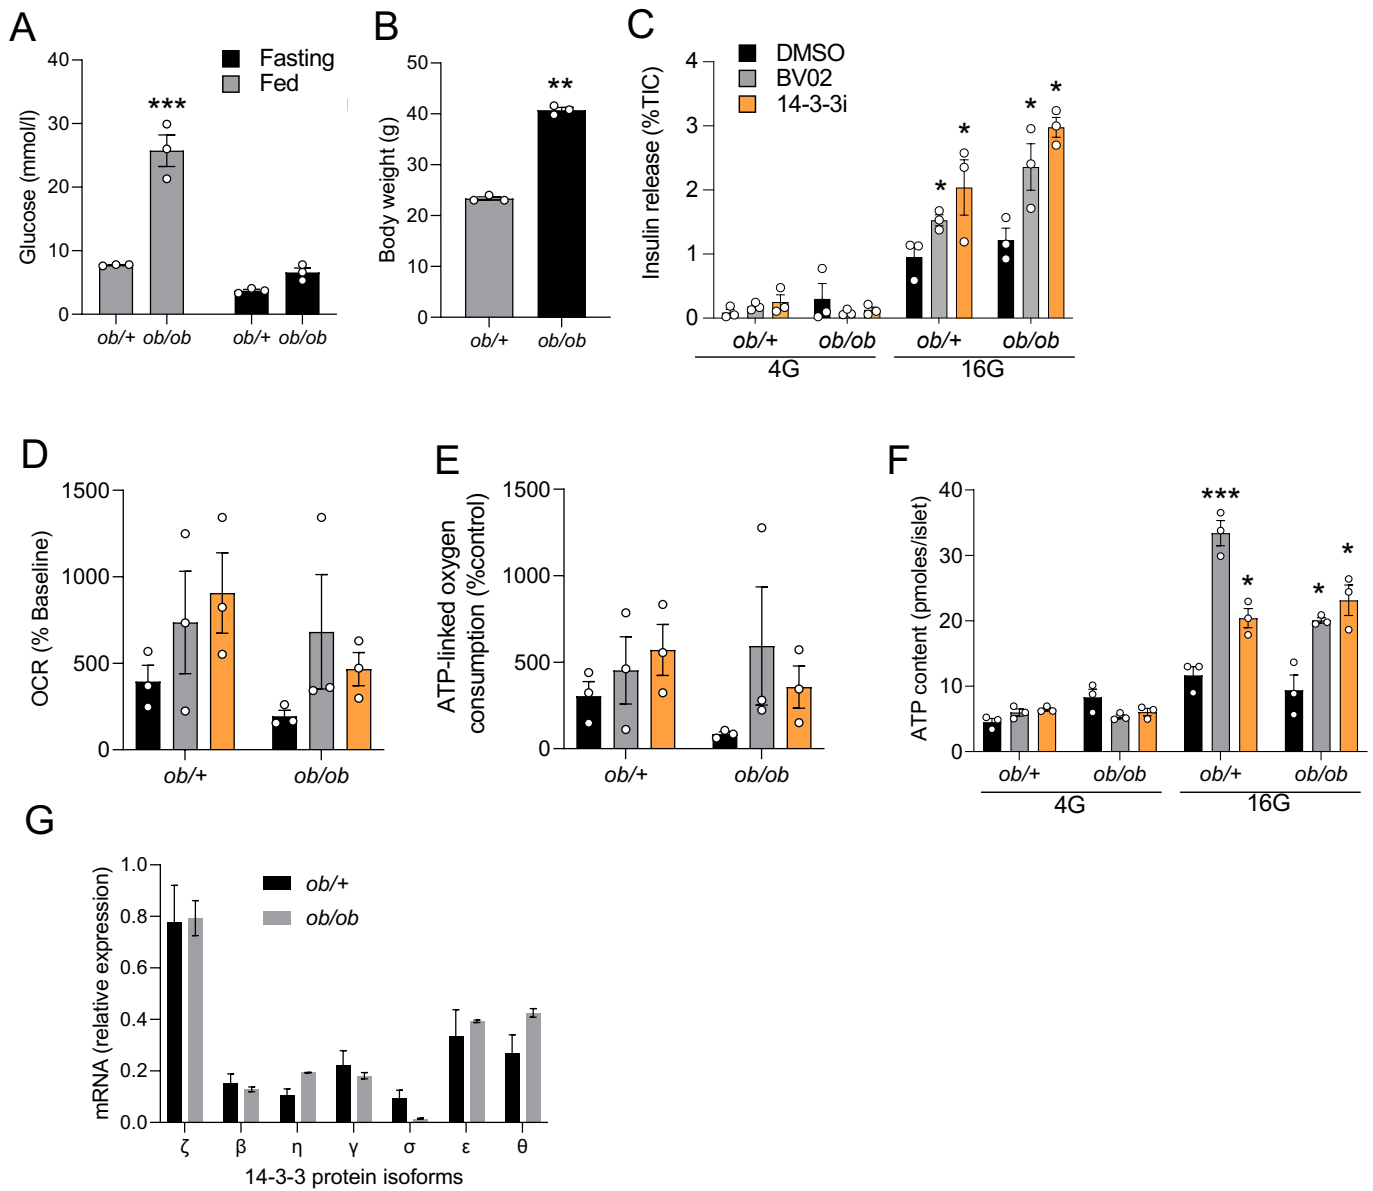 A
Glucose (mmol/l)
40
30
20
10
0
***
Fasting
Fed
ob/+ ob/ob ob/+ ob/ob
B
Body weight (g)
50
40
30
20
10
0
**
ob/+ ob/ob
C
Insulin release (%TIC)
4
3
2
1
0
DMSO
BV02
14-3-3i
* * * *
ob/+ ob/ob ob/+ ob/ob
4G 16G
D
OCR (% Baseline)
1500
1000
500
0
ob/+ ob/ob
E
ATP-linked oxygen
consumption (%control)
1500
1000
500
0
ob/+ ob/ob
F
ATP content (pmoles/islet)
40
30
20
10
0
*** * * *
ob/+ ob/ob ob/+ ob/ob
4G 16G
G
mRNA (relative expression)
1.0
0.8
0.6
0.4
0.2
0.0
ob/+
ob/ob
ζ β η γ σ ε θ
14-3-3 protein isoforms